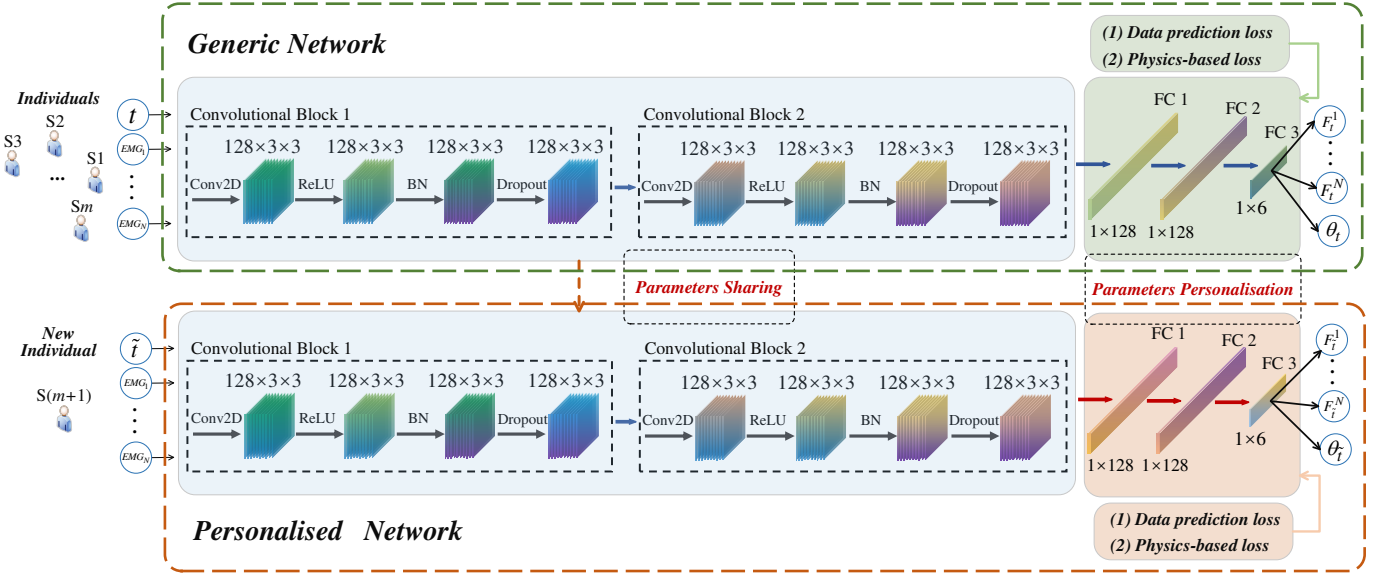 Generic Network
(1) Data prediction loss
(2) Physics-based loss
Individuals
S2
S3
S1
...
Sm
t
EMG₁
EMG_N
Convolutional Block 1
128×3×3 128×3×3 128×3×3 128×3×3
Conv2D ReLU BN Dropout
Convolutional Block 2
128×3×3 128×3×3 128×3×3 128×3×3
Conv2D ReLU BN Dropout
FC 1
FC 2
FC 3
1×128
1×128
1×6
F_t^1
F_t^N
θ_t
Parameters Sharing
Parameters Personalisation
New
Individual
S(m+1)
t̃
EMG₁
EMG_N
Convolutional Block 1
128×3×3 128×3×3 128×3×3 128×3×3
Conv2D ReLU BN Dropout
Convolutional Block 2
128×3×3 128×3×3 128×3×3 128×3×3
Conv2D ReLU BN Dropout
FC 1
FC 2
FC 3
1×128
1×128
1×6
F_t̃^1
F_t̃^N
θ_t̃
(1) Data prediction loss
(2) Physics-based loss
Personalised Network